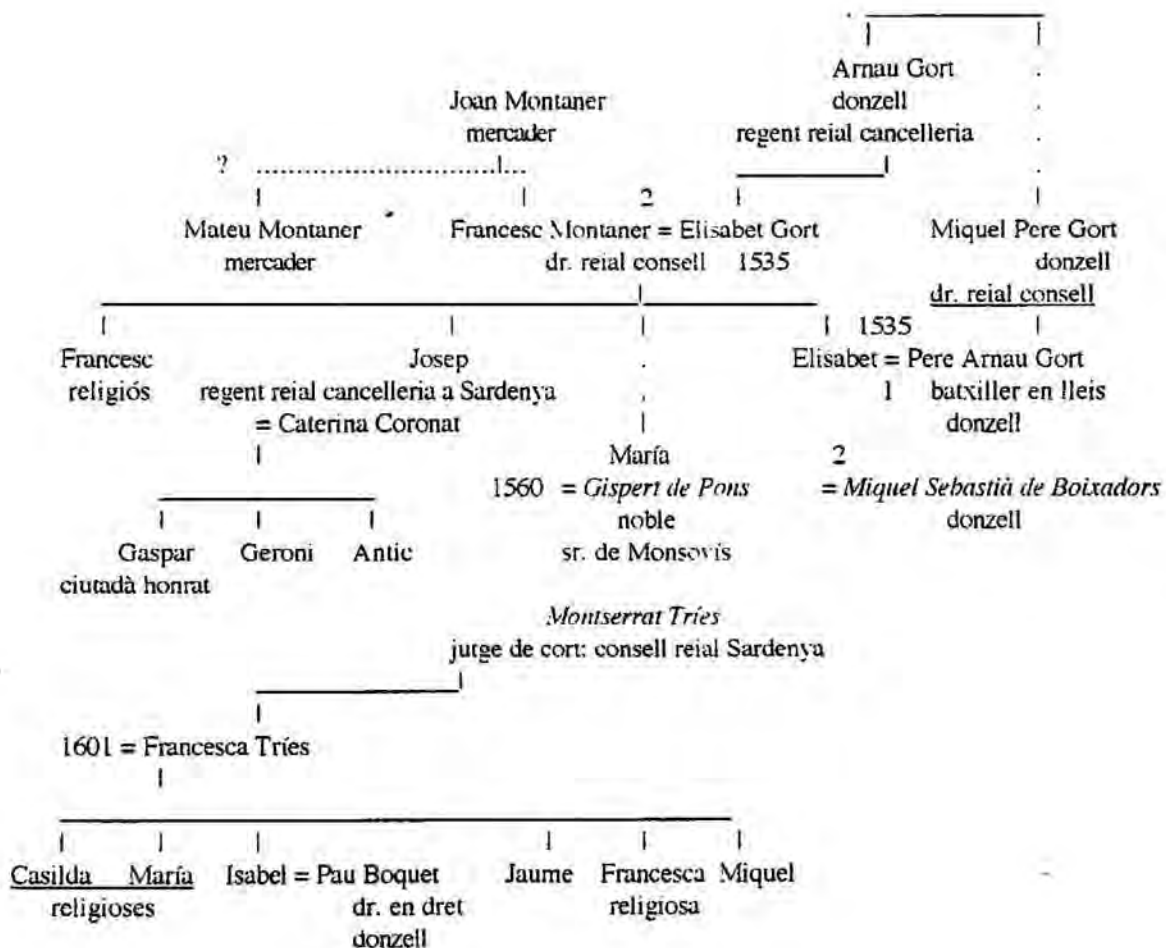 Arnau Gort
donzell
regent reial cancelleria
Joan Montaner
mercader
?
2
Mateu Montaner
mercader
Francesc Montaner = Elisabet Gort
dr. reial consell 1535
Miquel Pere Gort
donzell
dr. reial consell
1535
Francesc
religiós
Josep
regent reial cancelleria a Sardenya
= Caterina Coronat
Elisabet = Pere Arnau Gort
1 batxiller en lleis
donzell
María
1560 = Gispert de Pons
noble
sr. de Monsovis
2
= Miquel Sebastià de Boixadors
donzell
Gaspar Geroni Antic
ciutadà honrat
Montserrat Tríes
jutge de cort: consell reial Sardenya
1601 = Francesca Tríes
Casilda María Isabel = Pau Boquet Jaume Francesca Miquel
religioses dr. en dret religiosa
donzell